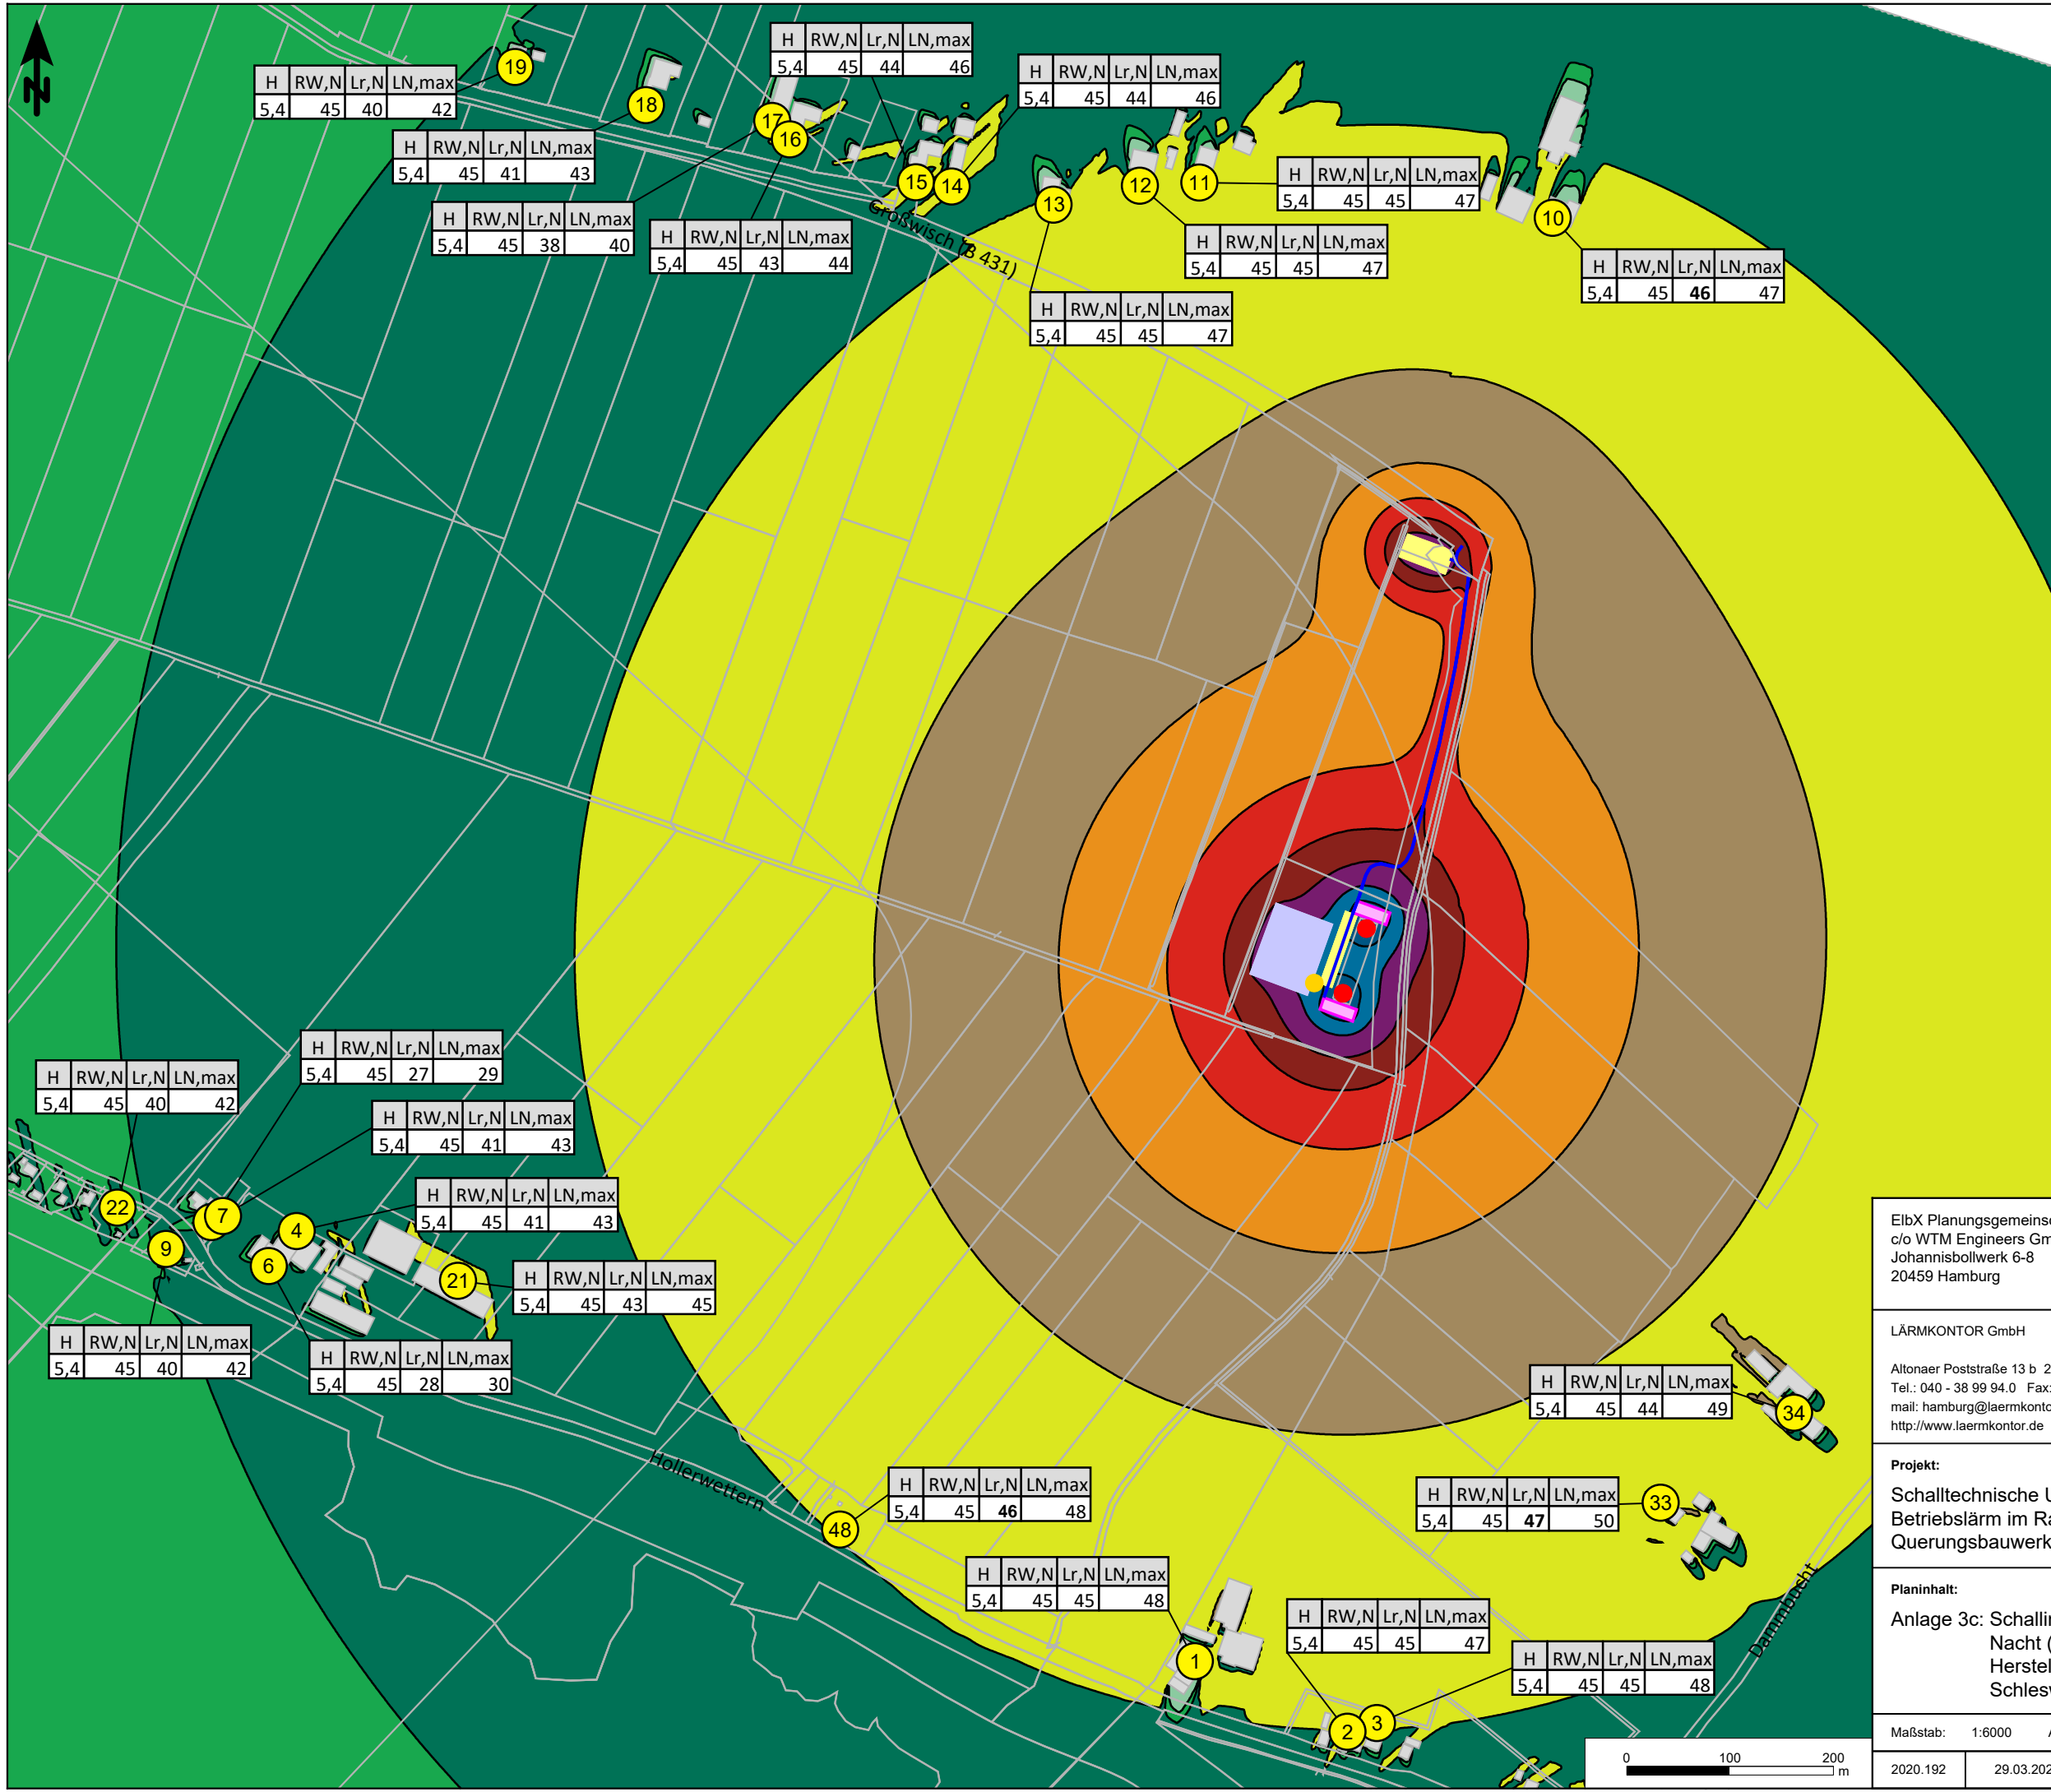 N
H RW,N Lr,N LN,max
5,4 45 40 42
19
H RW,N Lr,N LN,max
5,4 45 41 43
18
H RW,N Lr,N LN,max
5,4 45 38 40
17
H RW,N Lr,N LN,max
5,4 45 43 44
16
H RW,N Lr,N LN,max
5,4 45 44 46
15
H RW,N Lr,N LN,max
5,4 45 44 46
14
Großwisch (B 431)
H RW,N Lr,N LN,max
5,4 45 45 47
13
H RW,N Lr,N LN,max
5,4 45 45 47
12
H RW,N Lr,N LN,max
5,4 45 45 47
11
H RW,N Lr,N LN,max
5,4 45 46 47
10
H RW,N Lr,N LN,max
5,4 45 27 29
H RW,N Lr,N LN,max
5,4 45 40 42
22
H RW,N Lr,N LN,max
5,4 45 41 43
7
H RW,N Lr,N LN,max
5,4 45 41 43
4
H RW,N Lr,N LN,max
5,4 45 43 45
21
9
H RW,N Lr,N LN,max
5,4 45 40 42
6
H RW,N Lr,N LN,max
5,4 45 28 30
Hollerwettern
H RW,N Lr,N LN,max
5,4 45 46 48
48
H RW,N Lr,N LN,max
5,4 45 45 48
1
H RW,N Lr,N LN,max
5,4 45 45 47
2
H RW,N Lr,N LN,max
5,4 45 45 48
3
H RW,N Lr,N LN,max
5,4 45 44 49
34
H RW,N Lr,N LN,max
5,4 45 47 50
33
Dammbucht
0 100 200
m
ElbX Planungsgemeins
c/o WTM Engineers Gm
Johannisbollwerk 6-8
20459 Hamburg
LÄRMKONTOR GmbH
Altonaer Poststraße 13 b 2
Tel.: 040 - 38 99 94.0 Fax:
mail: hamburg@laermkonto
http://www.laermkontor.de
Projekt:
Schalltechnische U
Betriebslärm im Ra
Querungsbauwerk
Planinhalt:
Anlage 3c: Schallin
Nacht (
Herstel
Schlesw
Maßstab: 1:6000 A
2020.192 29.03.202